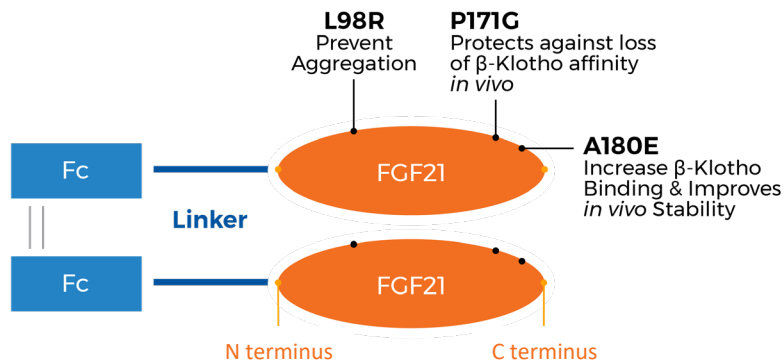 L98R
Prevent
Aggregation
P171G
Protects against loss
of β-Klotho affinity
in vivo
A180E
Increase β-Klotho
Binding & Improves
in vivo Stability
Fc
FGF21
Linker
Fc
FGF21
N terminus
C terminus